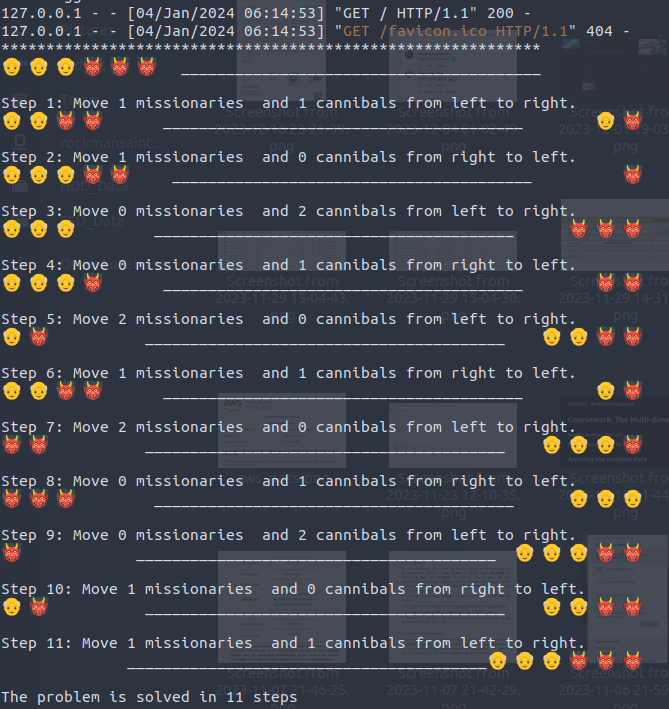 127.0.0.1 - - [04/Jan/2024 06:14:53] "GET / HTTP/1.1" 200 -
127.0.0.1 - - [04/Jan/2024 06:14:53] "GET /favicon.ico HTTP/1.1" 404 -
************************************************************
👴 👴 👴 👹 👹 👹 ________________________________________
Step 1: Move 1 missionaries  and 1 cannibals from left to right.
👴 👴 👹 👹 ________________________________________ 👴 👹
Step 2: Move 1 missionaries  and 0 cannibals from right to left.
👴 👴 👴 👹 👹 ________________________________________ 👹
Step 3: Move 0 missionaries  and 2 cannibals from left to right.
👴 👴 👴 ________________________________________ 👹 👹 👹
Step 4: Move 0 missionaries  and 1 cannibals from right to left.
👴 👴 👴 👹 ________________________________________ 👹 👹
Step 5: Move 2 missionaries  and 0 cannibals from left to right.
👴 👹 ________________________________________ 👴 👴 👹 👹
Step 6: Move 1 missionaries  and 1 cannibals from right to left.
👴 👴 👹 👹 ________________________________________ 👴 👹
Step 7: Move 2 missionaries  and 0 cannibals from left to right.
👹 👹 ________________________________________ 👴 👴 👴 👹
Step 8: Move 0 missionaries  and 1 cannibals from right to left.
👹 👹 👹 ________________________________________ 👴 👴 👴
Step 9: Move 0 missionaries  and 2 cannibals from left to right.
👹 ________________________________________ 👴 👴 👴 👹 👹
Step 10: Move 1 missionaries  and 0 cannibals from right to left.
👴 👹 ________________________________________ 👴 👴 👹 👹
Step 11: Move 1 missionaries  and 1 cannibals from left to right.
________________________________________ 👴 👴 👴 👹 👹 👹
The problem is solved in 11 steps